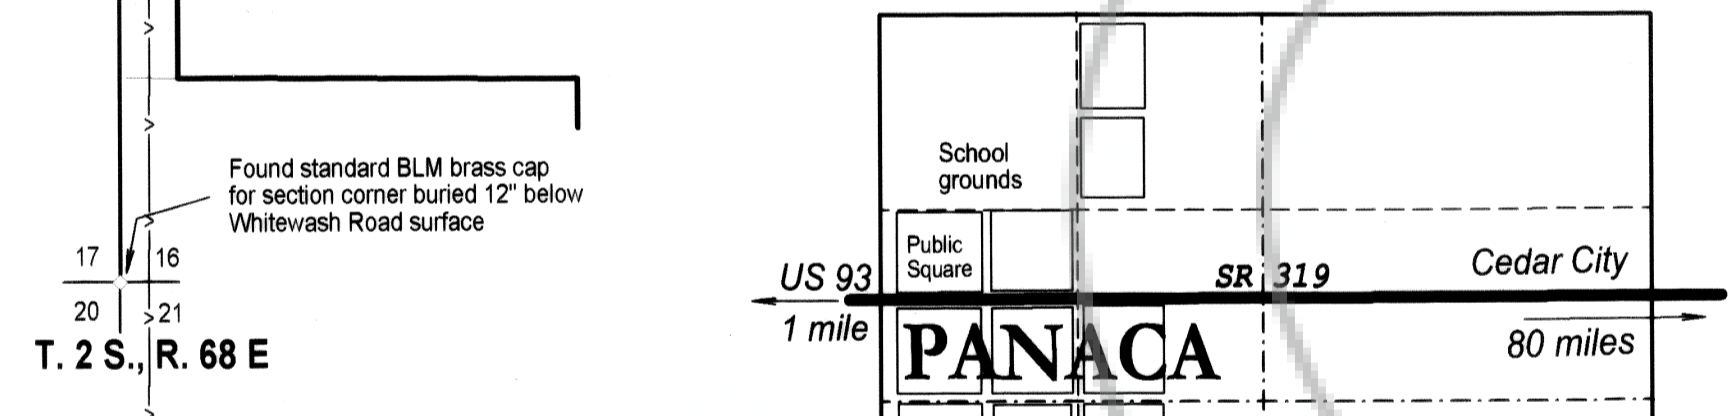 Found standard BLM brass cap
for section corner buried 12" below
Whitewash Road surface
17 16
20 21
T. 2 S., R. 68 E
School
grounds
Public
Square
US 93
1 mile
SR 319
Cedar City
80 miles
PANACA